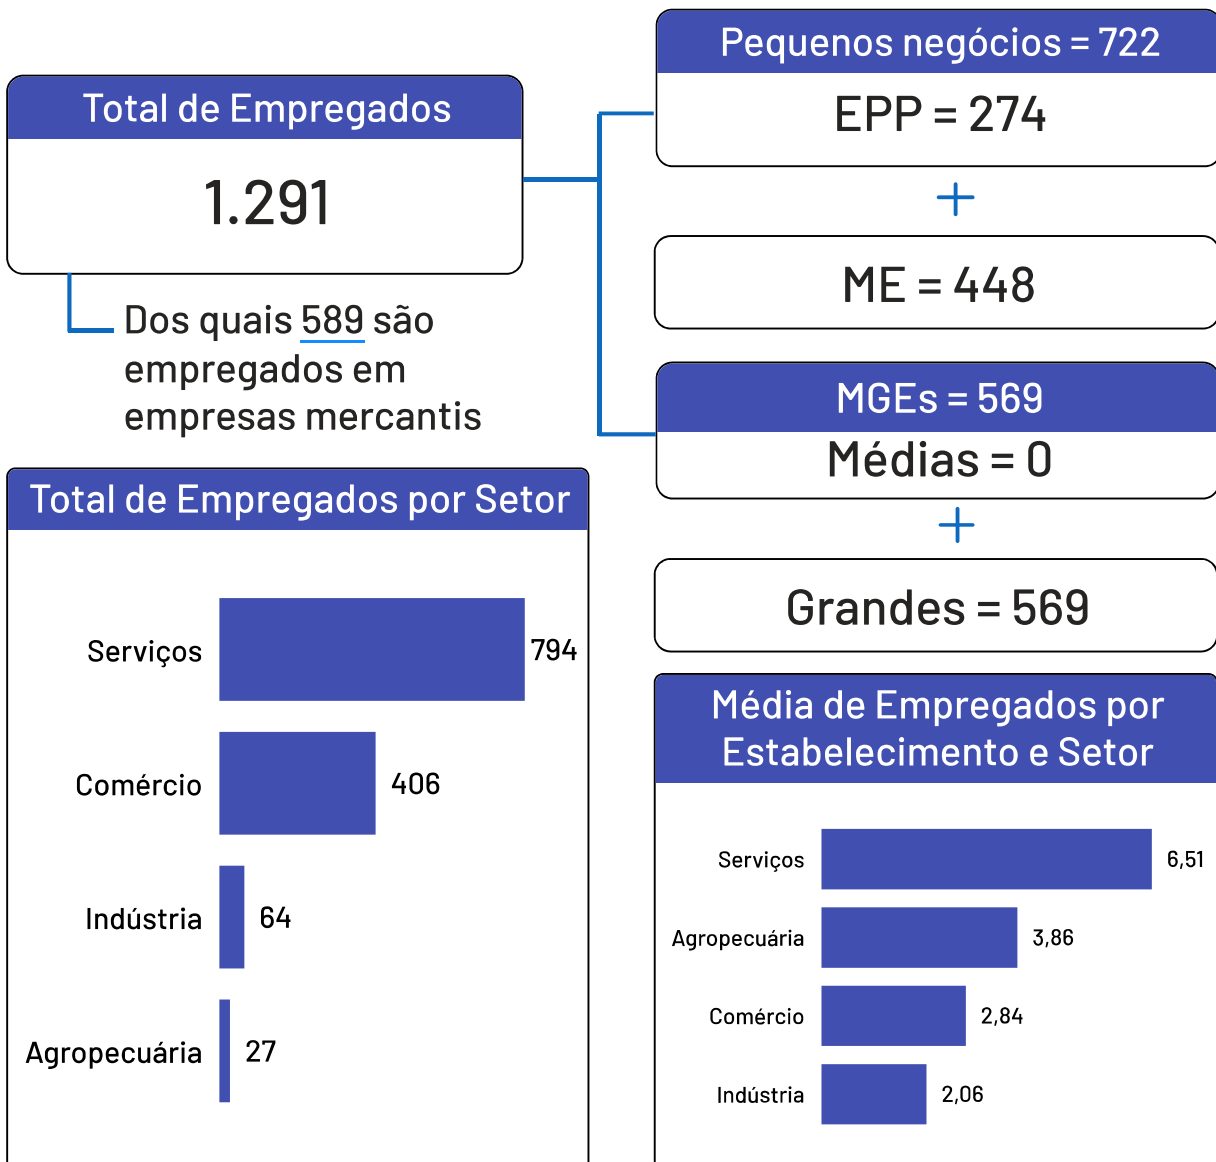 Total de Empregados
1.291
Dos quais 589 são
empregados em
empresas mercantis
Pequenos negócios = 722
EPP = 274
+
ME = 448
MGEs = 569
Médias = 0
+
Grandes = 569
Total de Empregados por Setor
Serviços 794
Comércio 406
Indústria 64
Agropecuária 27
Média de Empregados por
Estabelecimento e Setor
Serviços 6,51
Agropecuária 3,86
Comércio 2,84
Indústria 2,06